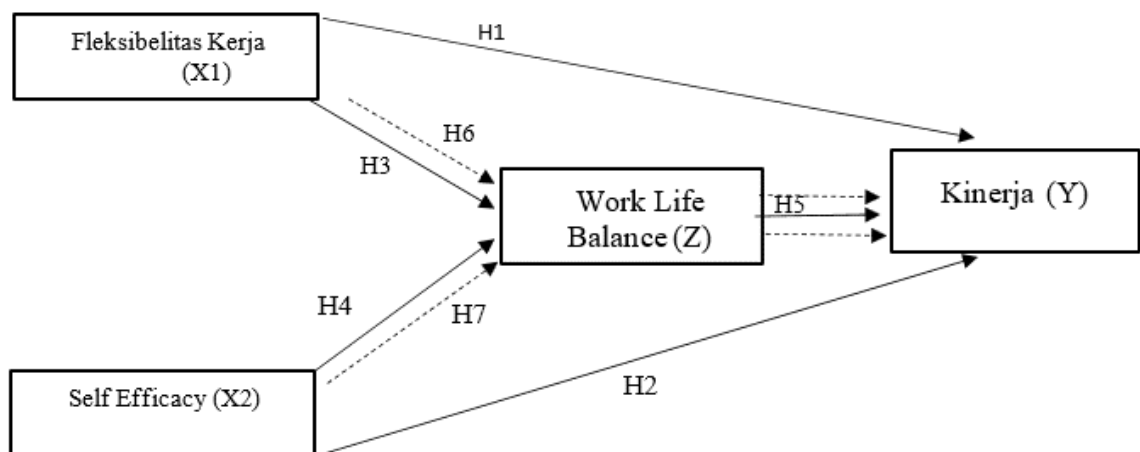 Fleksibelitas Kerja
(X1)
H1
H6
H3
Work Life
Balance (Z)
H5
Kinerja (Y)
H4
H7
Self Efficacy (X2)
H2